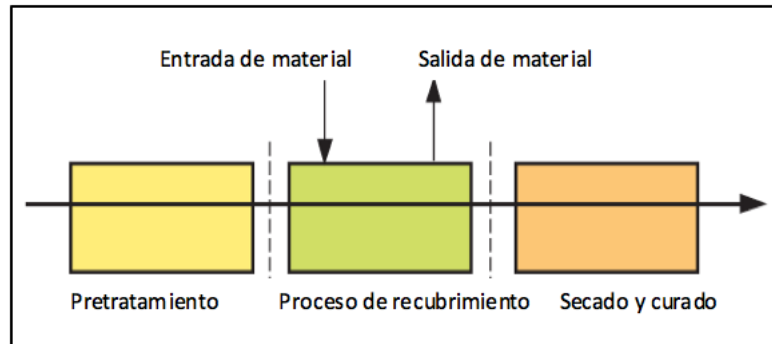 Entrada de material
Salida de material
Pretratamiento
Proceso de recubrimiento
Secado y curado